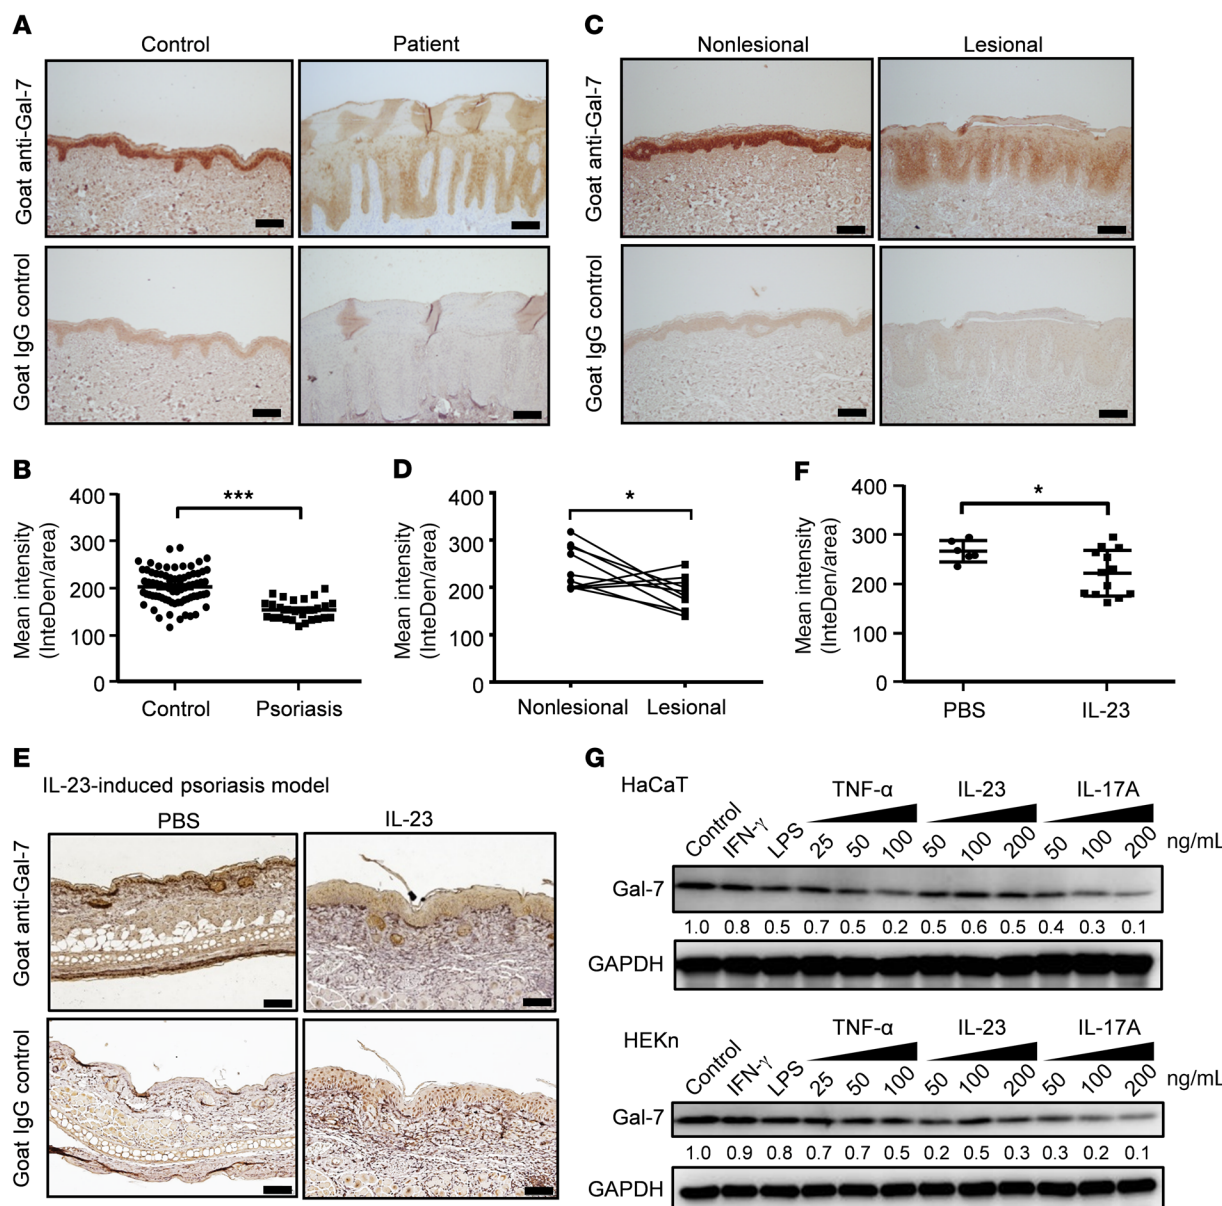 A
Control
Patient
Goat anti-Gal-7
Goat IgG control
C
Nonlesional
Lesional
Goat anti-Gal-7
Goat IgG control
B
400
300
200
100
0
Mean intensity
(InteDen/area)
***
Control
Psoriasis
D
400
300
200
100
0
Mean intensity
(InteDen/area)
*
Nonlesional
Lesional
F
400
300
200
100
0
Mean intensity
(InteDen/area)
*
PBS
IL-23
E
IL-23-induced psoriasis model
PBS
IL-23
Goat anti-Gal-7
Goat IgG control
G
HaCaT
TNF-α IL-23 IL-17A
Control IFN-γ LPS 25 50 100 50 100 200 50 100 200 ng/mL
Gal-7
1.0 0.8 0.5 0.7 0.5 0.2 0.5 0.6 0.5 0.4 0.3 0.1
GAPDH
HEKn
TNF-α IL-23 IL-17A
Control IFN-γ LPS 25 50 100 50 100 200 50 100 200 ng/mL
Gal-7
1.0 0.9 0.8 0.7 0.7 0.5 0.2 0.5 0.3 0.3 0.2 0.1
GAPDH